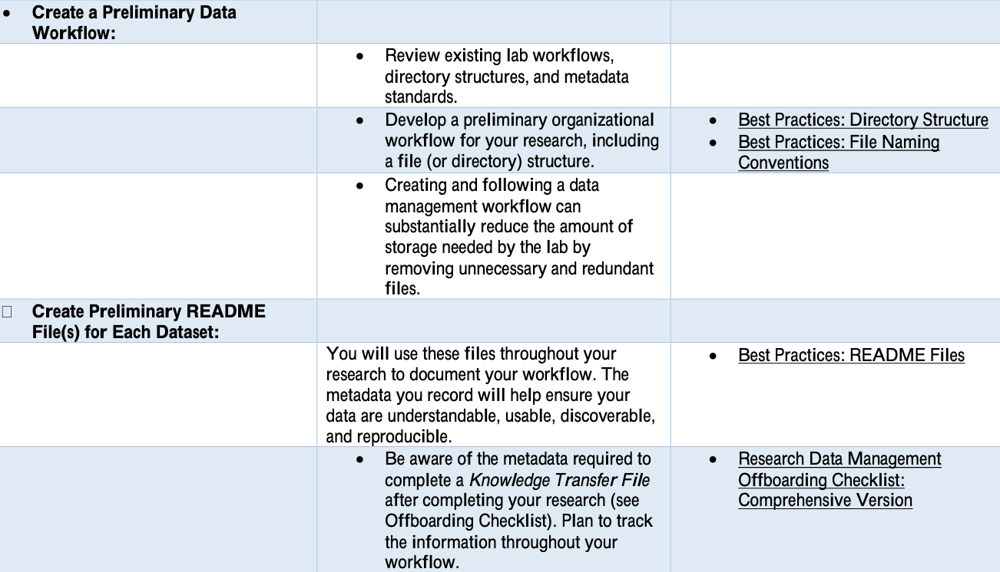 • Create a Preliminary Data
Workflow:
• Review existing lab workflows,
directory structures, and metadata
standards.
• Develop a preliminary organizational
workflow for your research, including
a file (or directory) structure.
• Best Practices: Directory Structure
• Best Practices: File Naming
Conventions
• Creating and following a data
management workflow can
substantially reduce the amount of
storage needed by the lab by
removing unnecessary and redundant
files.
☐ Create Preliminary README
File(s) for Each Dataset:
You will use these files throughout your
research to document your workflow. The
metadata you record will help ensure your
data are understandable, usable, discoverable,
and reproducible.
• Best Practices: README Files
• Be aware of the metadata required to
complete a Knowledge Transfer File
after completing your research (see
Offboarding Checklist). Plan to track
the information throughout your
workflow.
• Research Data Management
Offboarding Checklist:
Comprehensive Version